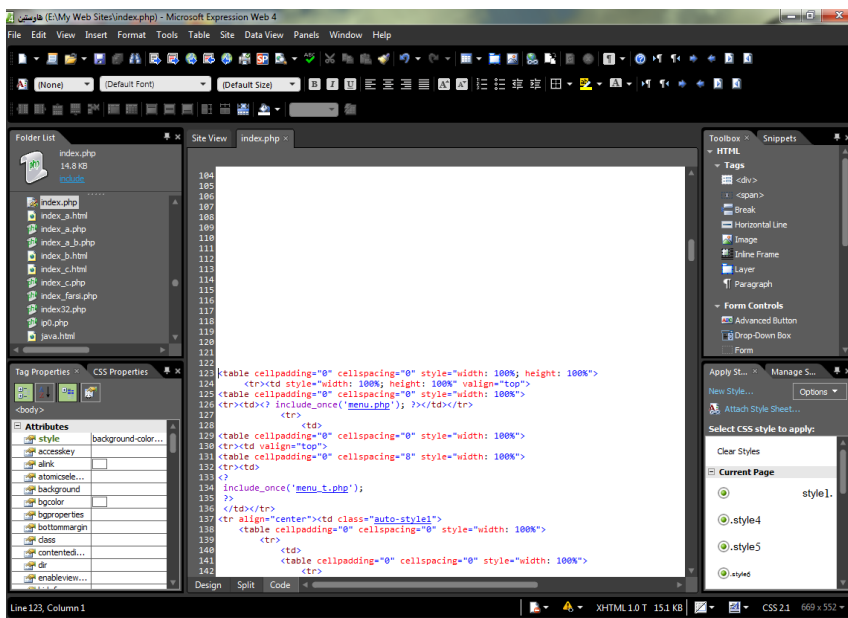 فاوستين (E:\My Web Sites\index.php) - Microsoft Expression Web 4
File Edit View Insert Format Tools Table Site Data View Panels Window Help
(None) (Default Font) (Default Size) B I U
Folder List
index.php
14.8 KB
include
index.php
index_a.html
index_a.php
index_a_b.php
index_b.html
index_c.html
index_c.php
index_farsi.php
index32.php
ip0.php
java.html
Tag Properties × CSS Properties
<body>
Attributes
style background-color...
accesskey
alink
atomicsele...
background
bgcolor
bgproperties
bottommargin
class
contentedi...
dir
enableview...
Site View index.php ×
104
105
106
107
108
109
110
111
112
113
114
115
116
117
118
119
120
121
122
123 <table cellpadding="0" cellspacing="0" style="width: 100%; height: 100%">
124 <tr><td style="width: 100%; height: 100%" valign="top">
125 <table cellpadding="0" cellspacing="0" style="width: 100%">
126 <tr><td><? include_once('menu.php'); ?></td></tr>
127 <tr>
128 <td>
129 <table cellpadding="0" cellspacing="0" style="width: 100%">
130 <tr><td valign="top">
131 <table cellpadding="0" cellspacing="8" style="width: 100%">
132 <tr><td>
133 <?
134 include_once('menu_t.php');
135 ?>
136 </td></tr>
137 <tr align="center"><td class="auto-style1">
138 <table cellpadding="0" cellspacing="0" style="width: 100%">
139 <tr>
140 <td>
141 <table cellpadding="0" cellspacing="0" style="width: 100%">
142 <tr>
Design Split Code
Toolbox × Snippets
HTML
Tags
<div>
<span>
Break
Horizontal Line
Image
Inline Frame
Layer
Paragraph
Form Controls
Advanced Button
Drop-Down Box
Form
Apply St... × Manage S...
New Style... Options
Attach Style Sheet...
Select CSS style to apply:
Clear Styles
Current Page
style1.
.style4
.style5
.style6
Line 123, Column 1 XHTML 1.0 T 15.1 KB CSS 2.1 669 x 552